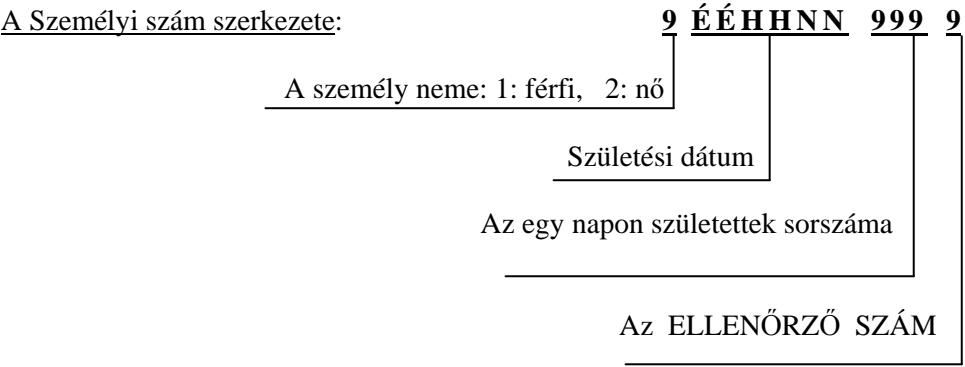 A Személyi szám szerkezete: 9 ÉÉHHNN 999 9
A személy neme: 1: férfi, 2: nő
Születési dátum
Az egy napon születettek sorszáma
Az ELLENŐRZŐ SZÁM